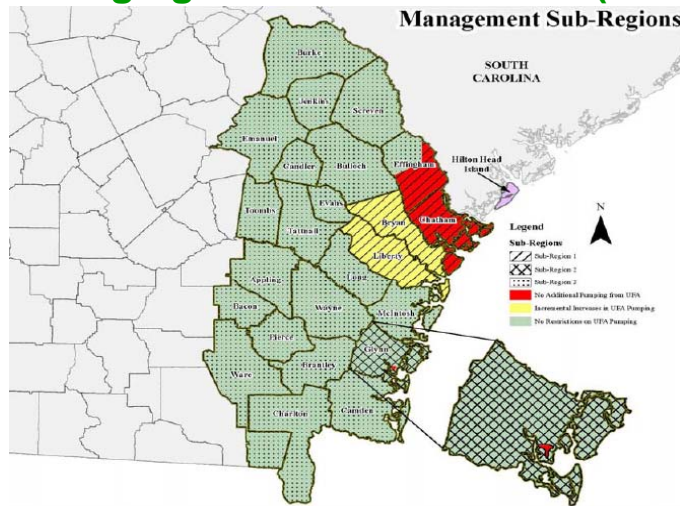 Management Sub-Regions
SOUTH
CAROLINA
Burke
Jenkins
Screven
Emanuel
Candler
Bulloch
Effingham
Hilton Head
Island
Chatham
Toombs
Evans
Bryan
Tattnall
Liberty
Long
Appling
Bacon
Wayne
McIntosh
Pierce
Glynn
Ware
Brantley
Charlton
Camden
N
Legend
Sub-Regions
Sub-Region 1
Sub-Region 2
Sub-Region 3
No Additional Pumping from UFA
Incremental Increases in UFA Pumping
No Restrictions on UFA Pumping